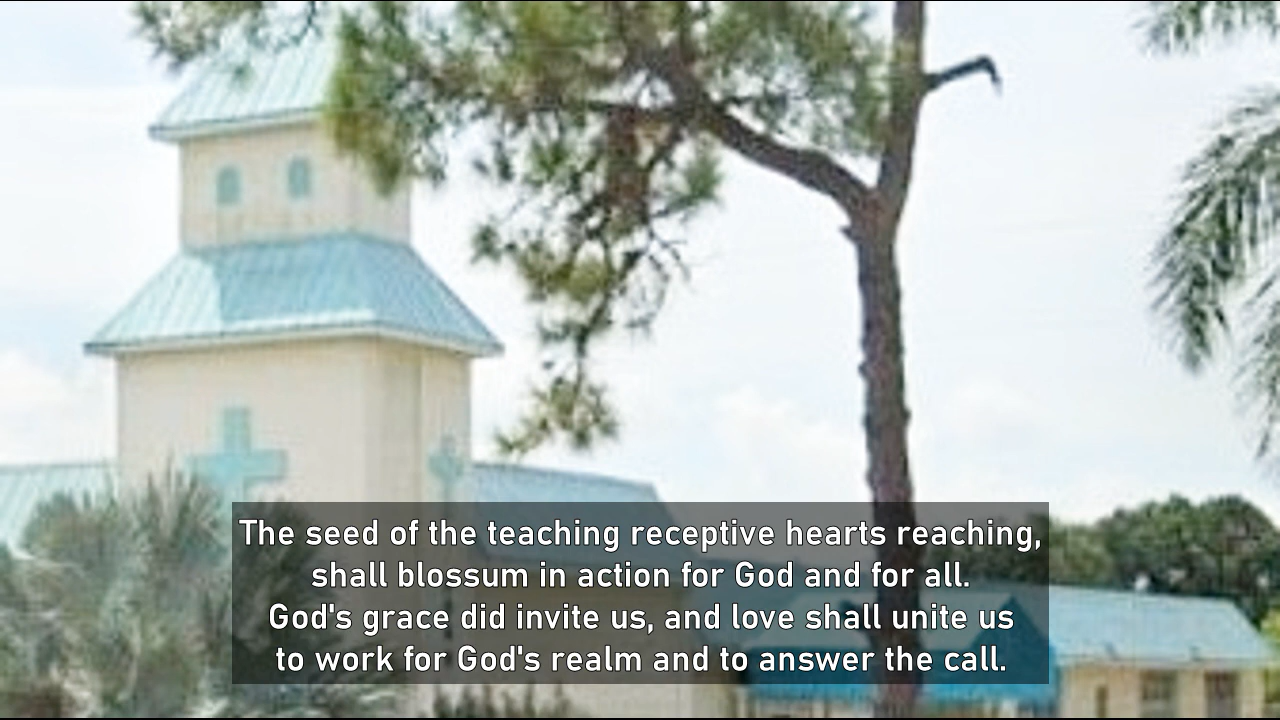 The seed of the teaching receptive hearts reaching,
shall blossum in action for God and for all.
God's grace did invite us, and love shall unite us
to work for God's realm and to answer the call.